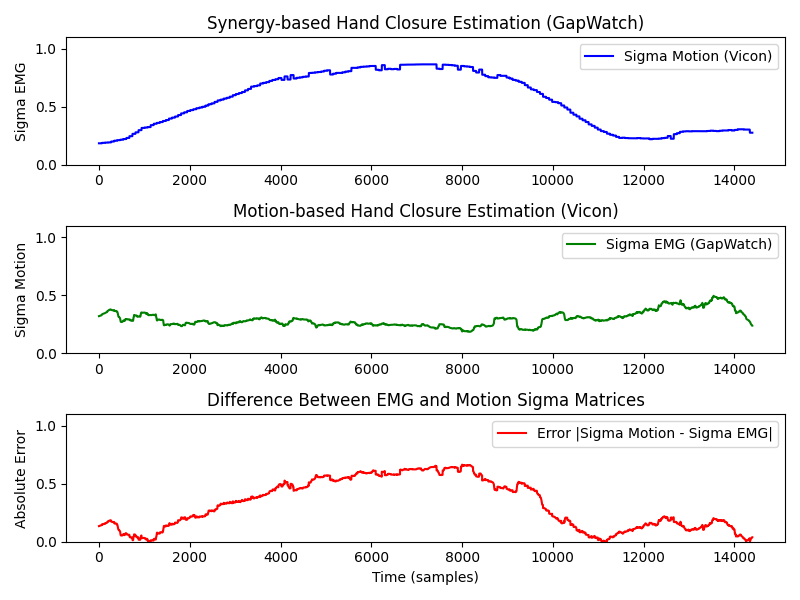 Synergy-based Hand Closure Estimation (GapWatch)
Sigma EMG
1.0
0.5
0.0
Sigma Motion (Vicon)
0 2000 4000 6000 8000 10000 12000 14000
Motion-based Hand Closure Estimation (Vicon)
Sigma Motion
1.0
0.5
0.0
Sigma EMG (GapWatch)
0 2000 4000 6000 8000 10000 12000 14000
Difference Between EMG and Motion Sigma Matrices
Absolute Error
1.0
0.5
0.0
Error |Sigma Motion - Sigma EMG|
0 2000 4000 6000 8000 10000 12000 14000
Time (samples)